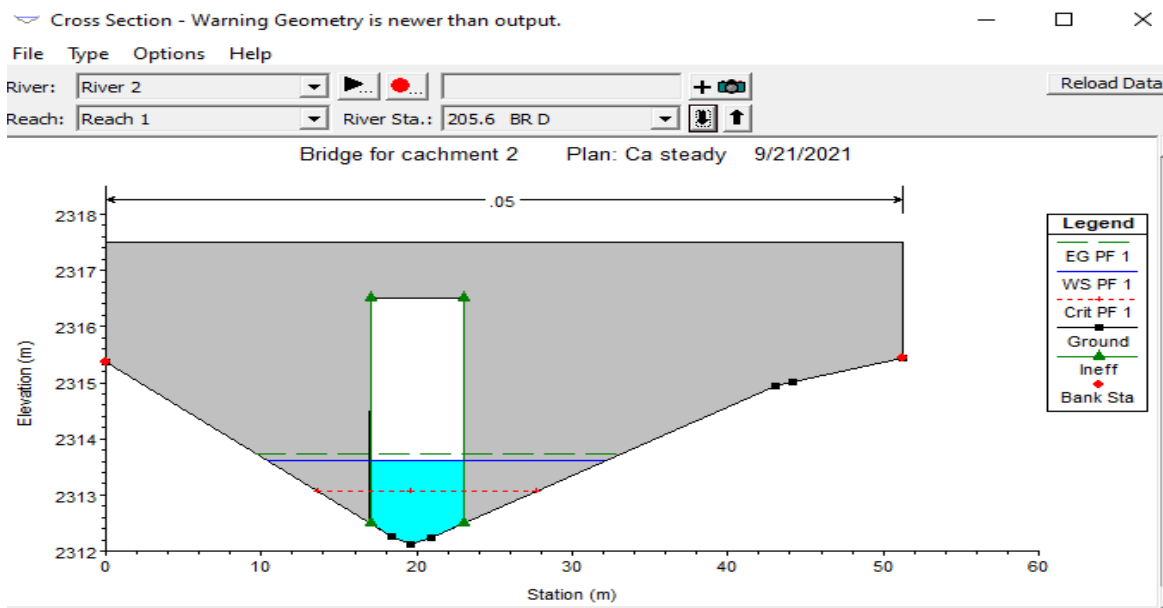 Cross Section - Warning Geometry is newer than output.
File Type Options Help
River: River 2 Reload Data
Reach: Reach 1 River Sta.: 205.6 BR D
Bridge for cachment 2 Plan: Ca steady 9/21/2021
.05
2318
2317
2316
2315
2314
2313
2312
Elevation (m)
0 10 20 30 40 50 60
Station (m)
Legend
EG PF 1
WS PF 1
Crit PF 1
Ground
Ineff
Bank Sta